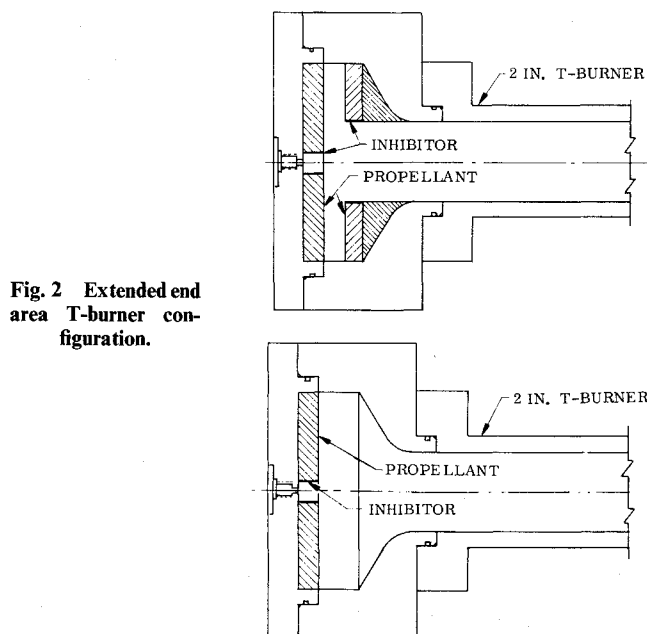 2 IN. T-BURNER
INHIBITOR
PROPELLANT
Fig. 2 Extended end
area T-burner con-
figuration.
2 IN. T-BURNER
PROPELLANT
INHIBITOR